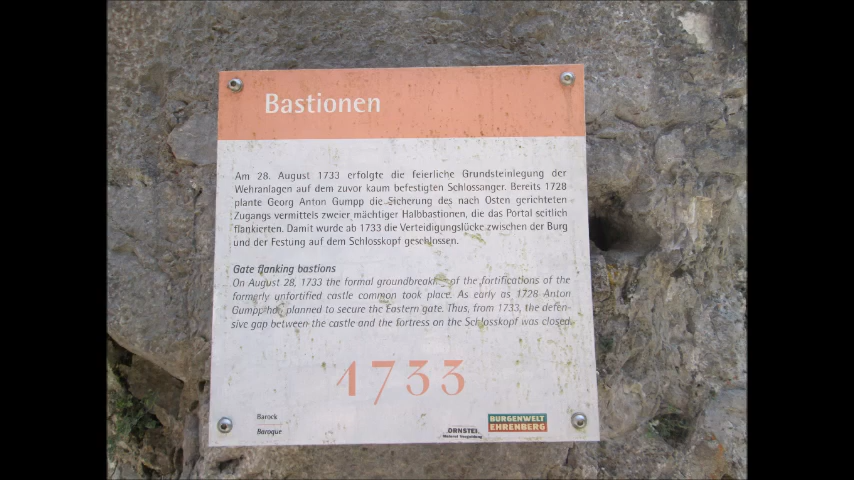 Bastionen
Am 28. August 1733 erfolgte die feierliche Grundsteinlegung der
Wehranlagen auf dem zuvor kaum befestigten Schlossanger. Bereits 1728
plante Georg Anton Gumpp die Sicherung des nach Osten gerichteten
Zugangs vermittels zweier mächtiger Halbbastionen, die das Portal seitlich
flankierten. Damit wurde ab 1733 die Verteidigungslücke zwischen der Burg
und der Festung auf dem Schlosskopf geschlossen.
Gate flanking bastions
On August 28, 1733 the formal groundbreaking of the fortifications of the
formerly unfortified castle common took place. As early as 1728 Anton
Gumpp had planned to secure the Eastern gate. Thus, from 1733, the defen-
sive gap between the castle and the fortress on the Schlosskopf was closed.
1733
Barock
Baroque
BURGENWELT
EHRENBERG